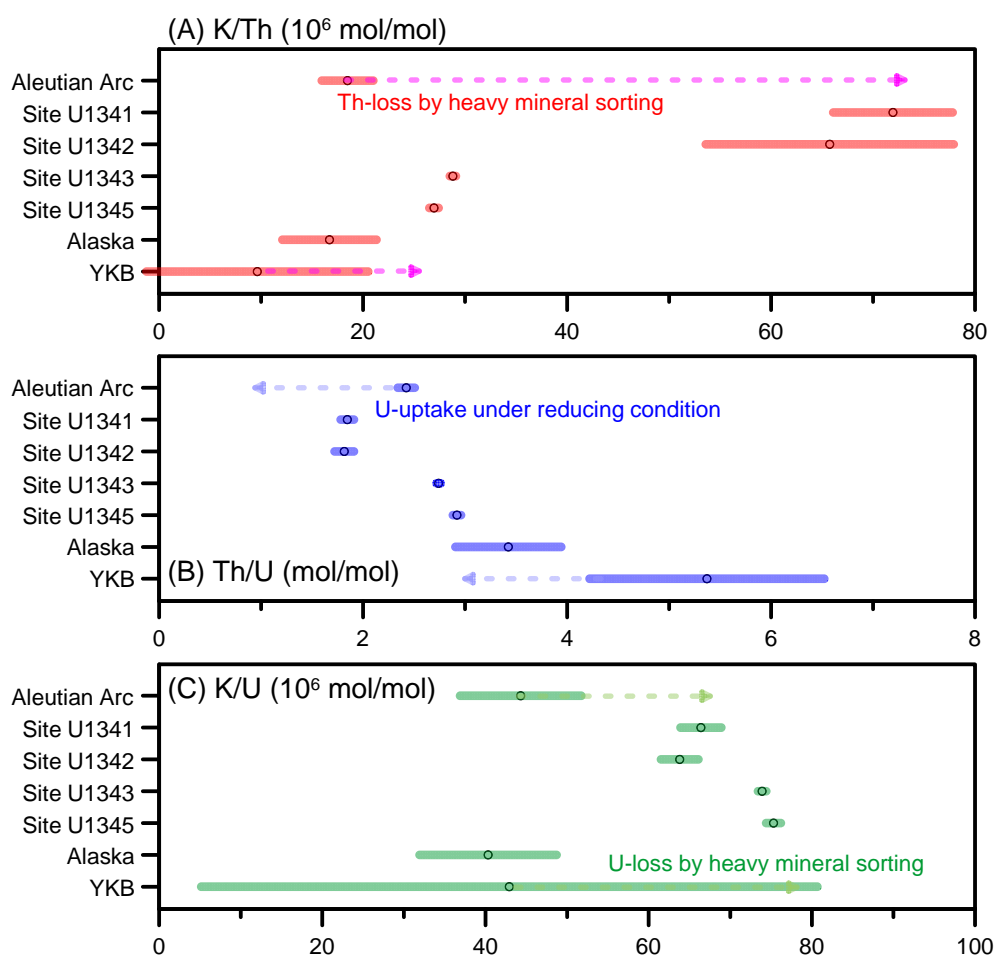 (A) K/Th (10⁶ mol/mol)
Aleutian Arc
Th-loss by heavy mineral sorting
Site U1341
Site U1342
Site U1343
Site U1345
Alaska
YKB
0 20 40 60 80
Aleutian Arc
U-uptake under reducing condition
Site U1341
Site U1342
Site U1343
Site U1345
Alaska
YKB
(B) Th/U (mol/mol)
0 2 4 6 8
(C) K/U (10⁶ mol/mol)
Aleutian Arc
Site U1341
Site U1342
Site U1343
Site U1345
Alaska
U-loss by heavy mineral sorting
YKB
0 20 40 60 80 100